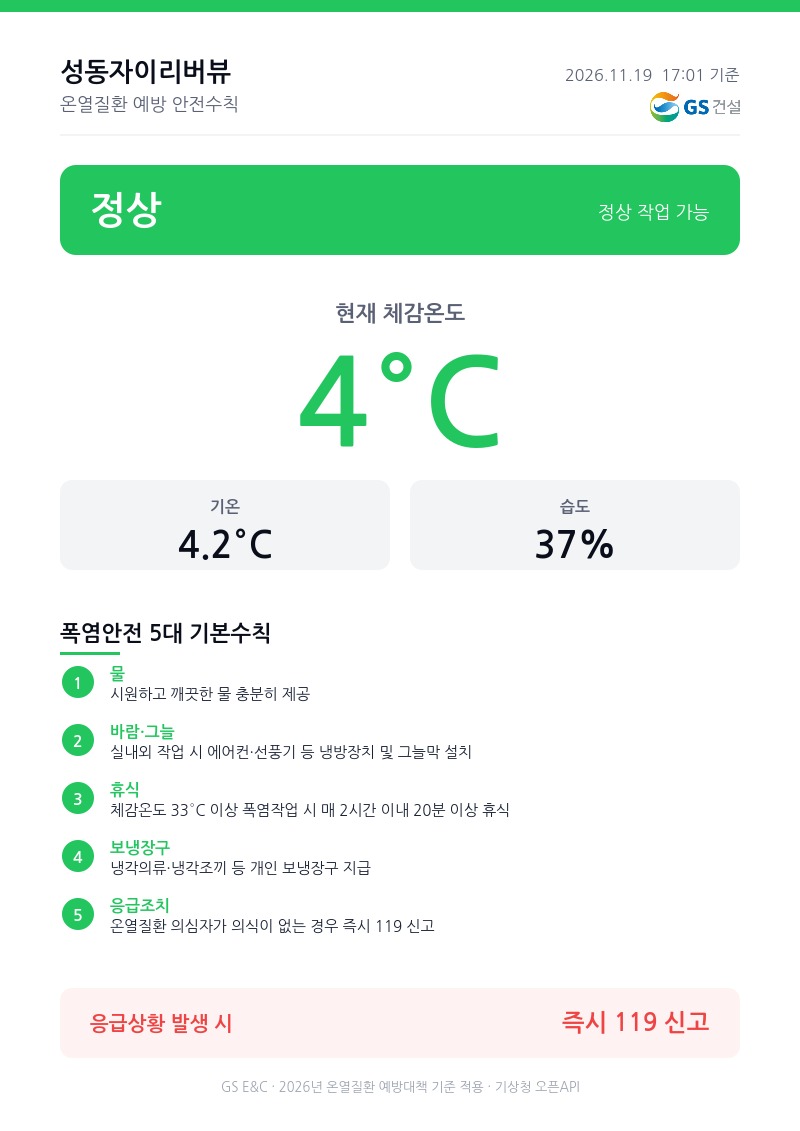 성동자이리버뷰
온열질환 예방 안전수칙
2026.11.19 17:01 기준
GS건설
정상
정상 작업 가능
현재 체감온도
4°C
기온
4.2°C
습도
37%
폭염안전 5대 기본수칙
1
물
시원하고 깨끗한 물 충분히 제공
2
바람·그늘
실내외 작업 시 에어컨·선풍기 등 냉방장치 및 그늘막 설치
3
휴식
체감온도 33°C 이상 폭염작업 시 매 2시간 이내 20분 이상 휴식
4
보냉장구
냉각의류·냉각조끼 등 개인 보냉장구 지급
5
응급조치
온열질환 의심자가 의식이 없는 경우 즉시 119 신고
응급상황 발생 시
즉시 119 신고
GS E&C · 2026년 온열질환 예방대책 기준 적용 · 기상청 오픈API